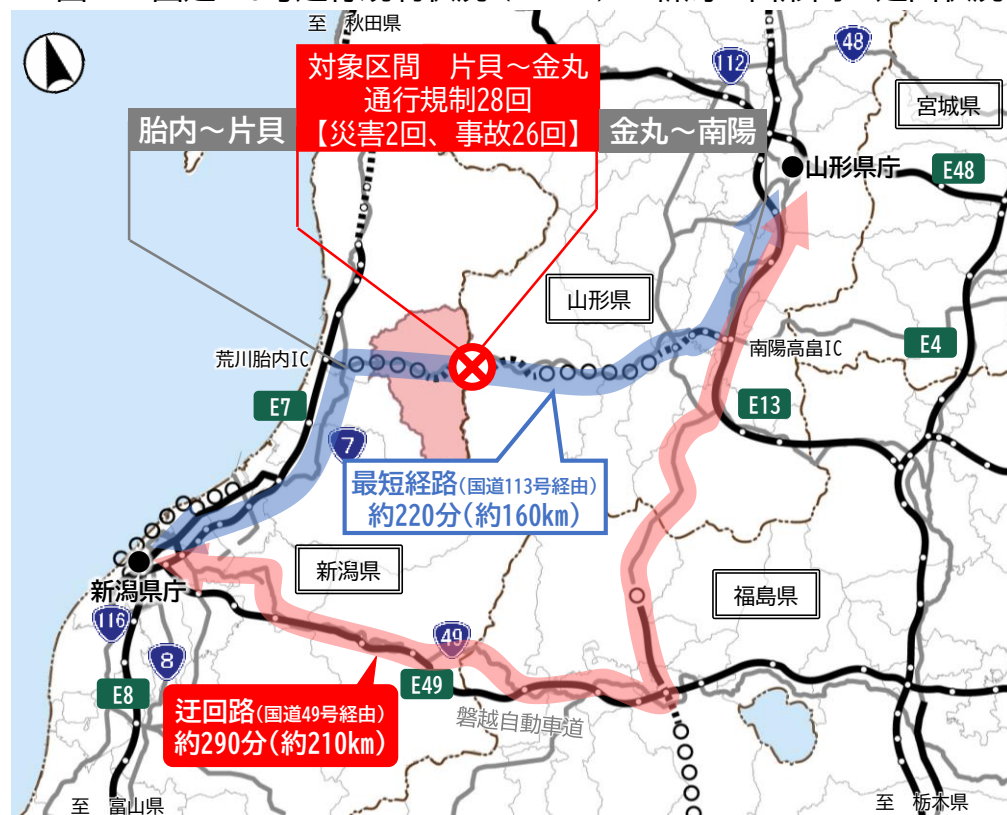 至 秋田県
対象区間 片貝～金丸
通行規制28回
【災害2回、事故26回】
胎内～片貝
金丸～南陽
112
48
宮城県
山形県庁
E48
山形県
荒川胎内IC
南陽高畠IC
E4
E7
E13
7
最短経路(国道113号経由)
約220分(約160km)
新潟県庁
新潟県
福島県
116
49
8
E8
E49
迂回路(国道49号経由)
約290分(約210km)
磐越自動車道
至 富山県
至 栃木県